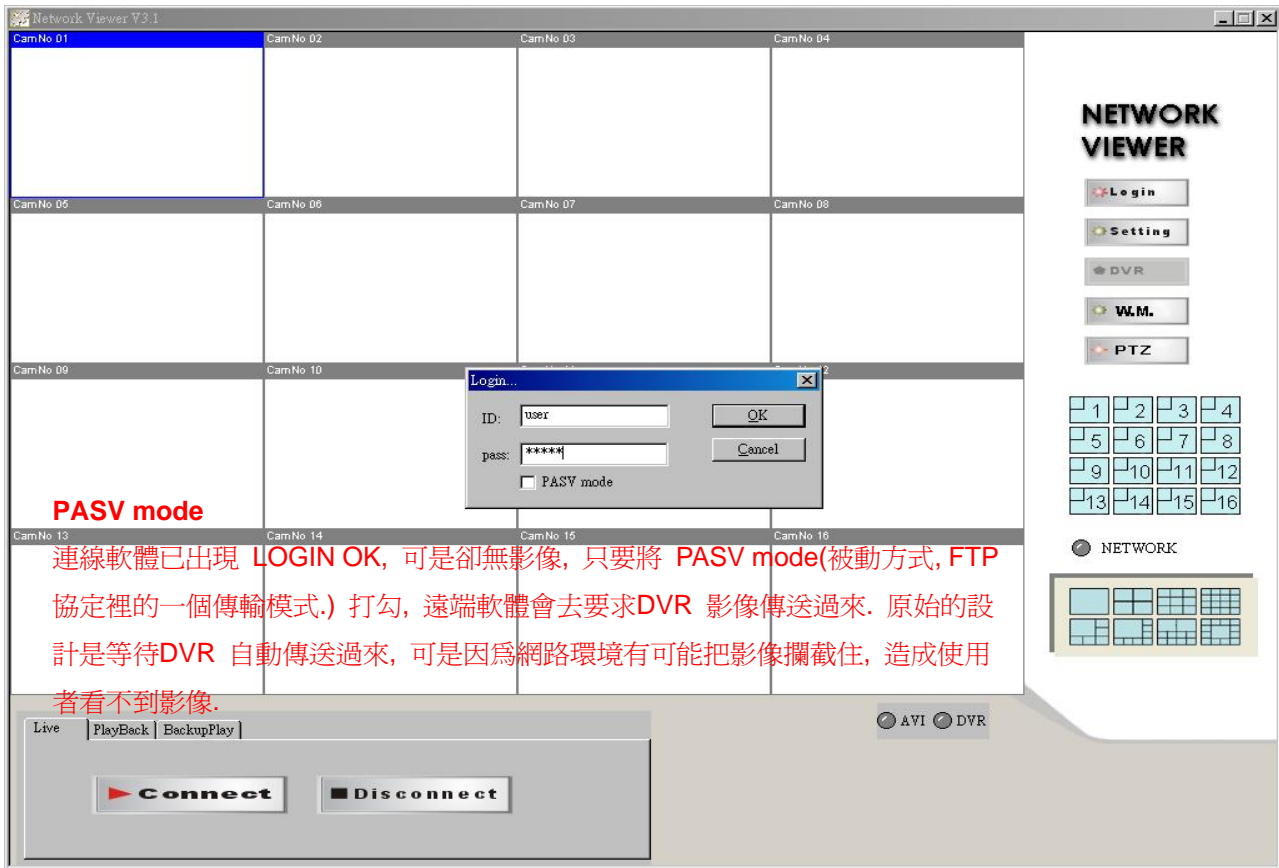 Network Viewer V3.1
CamNo 01 CamNo 02 CamNo 03 CamNo 04
NETWORK
VIEWER
Login
CamNo 05 CamNo 06 CamNo 07 CamNo 08
Setting
DVR
W.M.
PTZ
CamNo 09 CamNo 10
Login...
ID: user OK
pass: ***** Cancel
PASV mode
1 2 3 4
5 6 7 8
9 10 11 12
13 14 15 16
PASV mode
CamNo 13 CamNo 14 CamNo 15 CamNo 16
NETWORK
連線軟體已出現 LOGIN OK, 可是卻無影像, 只要將 PASV mode(被動方式, FTP
協定裡的一個傳輸模式.) 打勾, 遠端軟體會去要求DVR 影像傳送過來. 原始的設
計是等待DVR 自動傳送過來, 可是因為網路環境有可能把影像攔截住, 造成使用
者看不到影像.
AVI DVR
Live PlayBack BackupPlay
Connect Disconnect